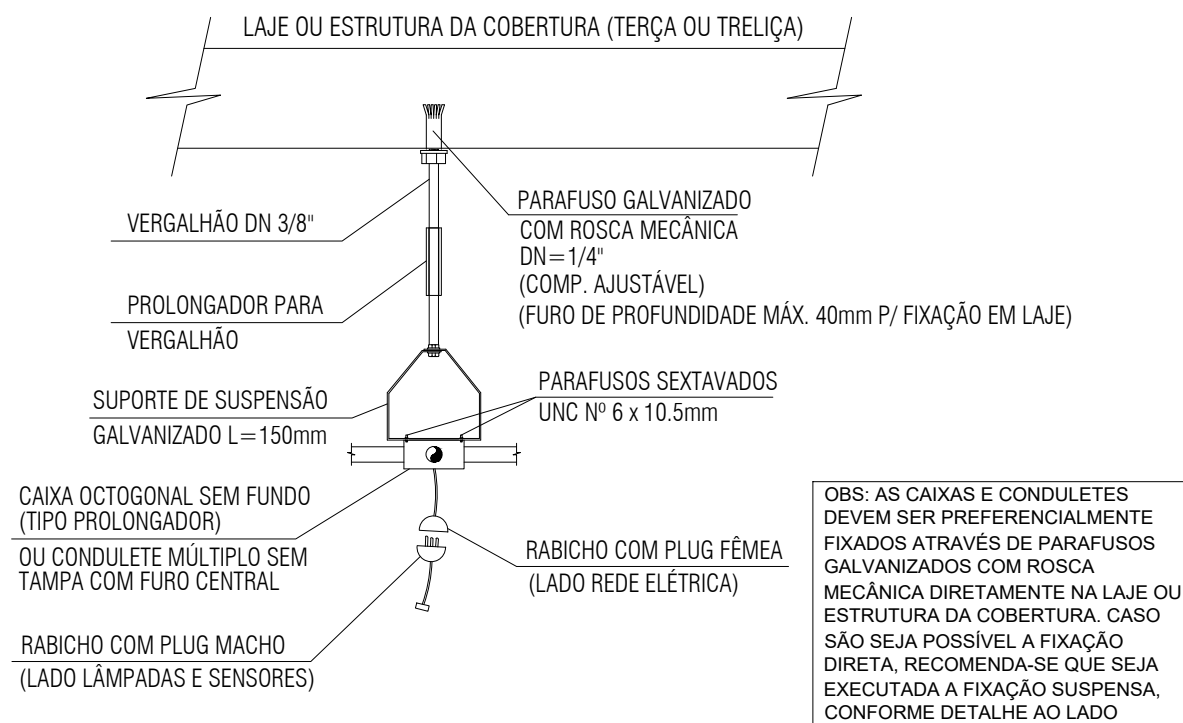 LAJE OU ESTRUTURA DA COBERTURA (TERÇA OU TRELIÇA)
VERGALHÃO DN 3/8"
PARAFUSO GALVANIZADO
COM ROSCA MECÂNICA
DN=1/4"
(COMP. AJUSTÁVEL)
(FURO DE PROFUNDIDADE MÁX. 40mm P/ FIXAÇÃO EM LAJE)
PROLONGADOR PARA
VERGALHÃO
SUPORTE DE SUSPENSÃO
GALVANIZADO L=150mm
PARAFUSOS SEXTAVADOS
UNC Nº 6 x 10.5mm
CAIXA OCTOGONAL SEM FUNDO
(TIPO PROLONGADOR)
OU CONDULETE MÚLTIPLO SEM
TAMPA COM FURO CENTRAL
RABICHO COM PLUG FÊMEA
(LADO REDE ELÉTRICA)
RABICHO COM PLUG MACHO
(LADO LÂMPADAS E SENSORES)
OBS: AS CAIXAS E CONDULETES
DEVEM SER PREFERENCIALMENTE
FIXADOS ATRAVÉS DE PARAFUSOS
GALVANIZADOS COM ROSCA
MECÂNICA DIRETAMENTE NA LAJE OU
ESTRUTURA DA COBERTURA. CASO
SÃO SEJA POSSÍVEL A FIXAÇÃO
DIRETA, RECOMENDA-SE QUE SEJA
EXECUTADA A FIXAÇÃO SUSPENSA,
CONFORME DETALHE AO LADO